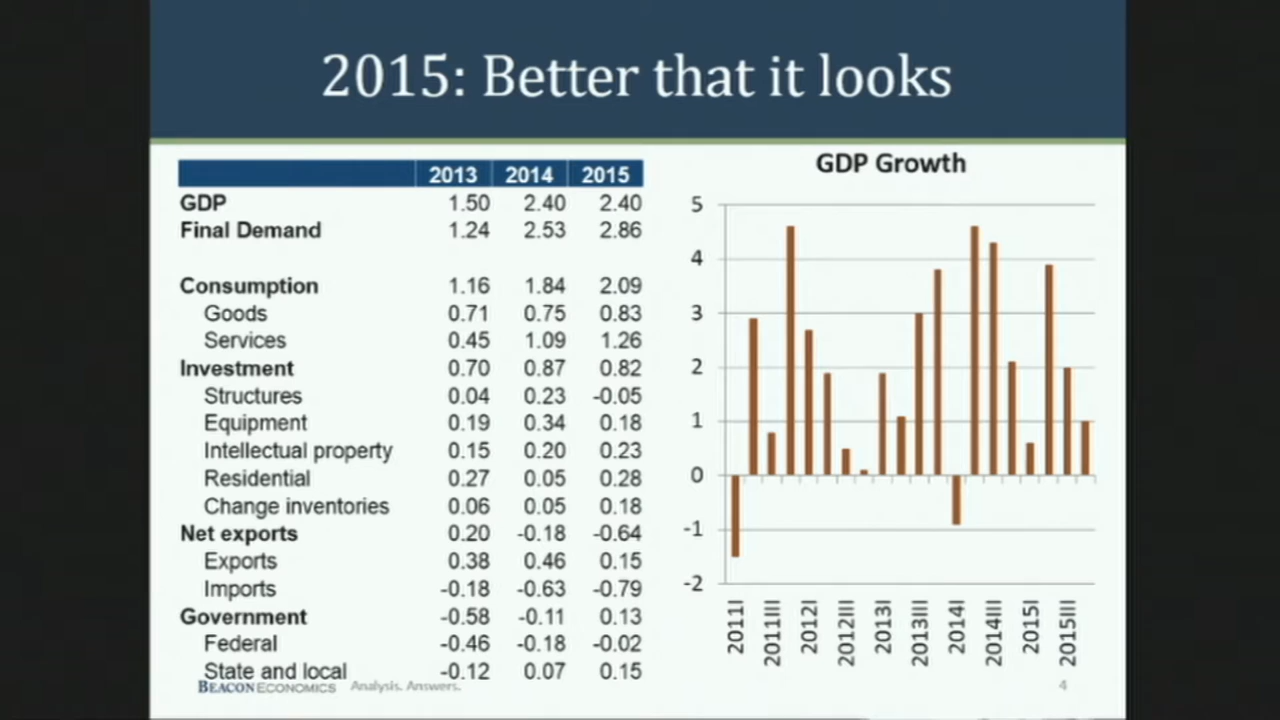 2015: Better that it looks
2013 2014 2015
GDP 1.50 2.40 2.40
Final Demand 1.24 2.53 2.86
Consumption 1.16 1.84 2.09
Goods 0.71 0.75 0.83
Services 0.45 1.09 1.26
Investment 0.70 0.87 0.82
Structures 0.04 0.23 -0.05
Equipment 0.19 0.34 0.18
Intellectual property 0.15 0.20 0.23
Residential 0.27 0.05 0.28
Change inventories 0.06 0.05 0.18
Net exports 0.20 -0.18 -0.64
Exports 0.38 0.46 0.15
Imports -0.18 -0.63 -0.79
Government -0.58 -0.11 0.13
Federal -0.46 -0.18 -0.02
State and local -0.12 0.07 0.15
GDP Growth
5
4
3
2
1
0
-1
-2
2011I 2011III 2012I 2012III 2013I 2013III 2014I 2014III 2015I 2015III
BEACON ECONOMICS Analysis. Answers.
4